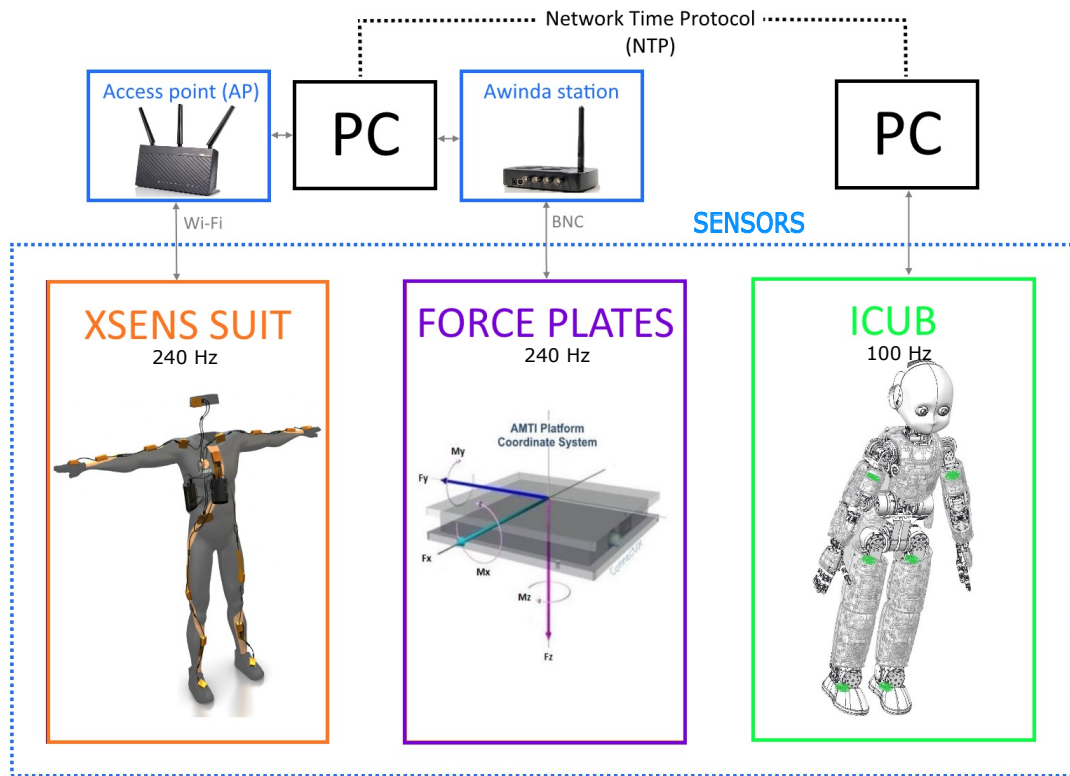 Network Time Protocol
(NTP)
Access point (AP)
PC
Awinda station
PC
Wi-Fi
BNC
SENSORS
XSENS SUIT
240 Hz
FORCE PLATES
240 Hz
AMTI Platform
Coordinate System
My
Fy
Fx
Mx
Mz
Fz
Connector
ICUB
100 Hz